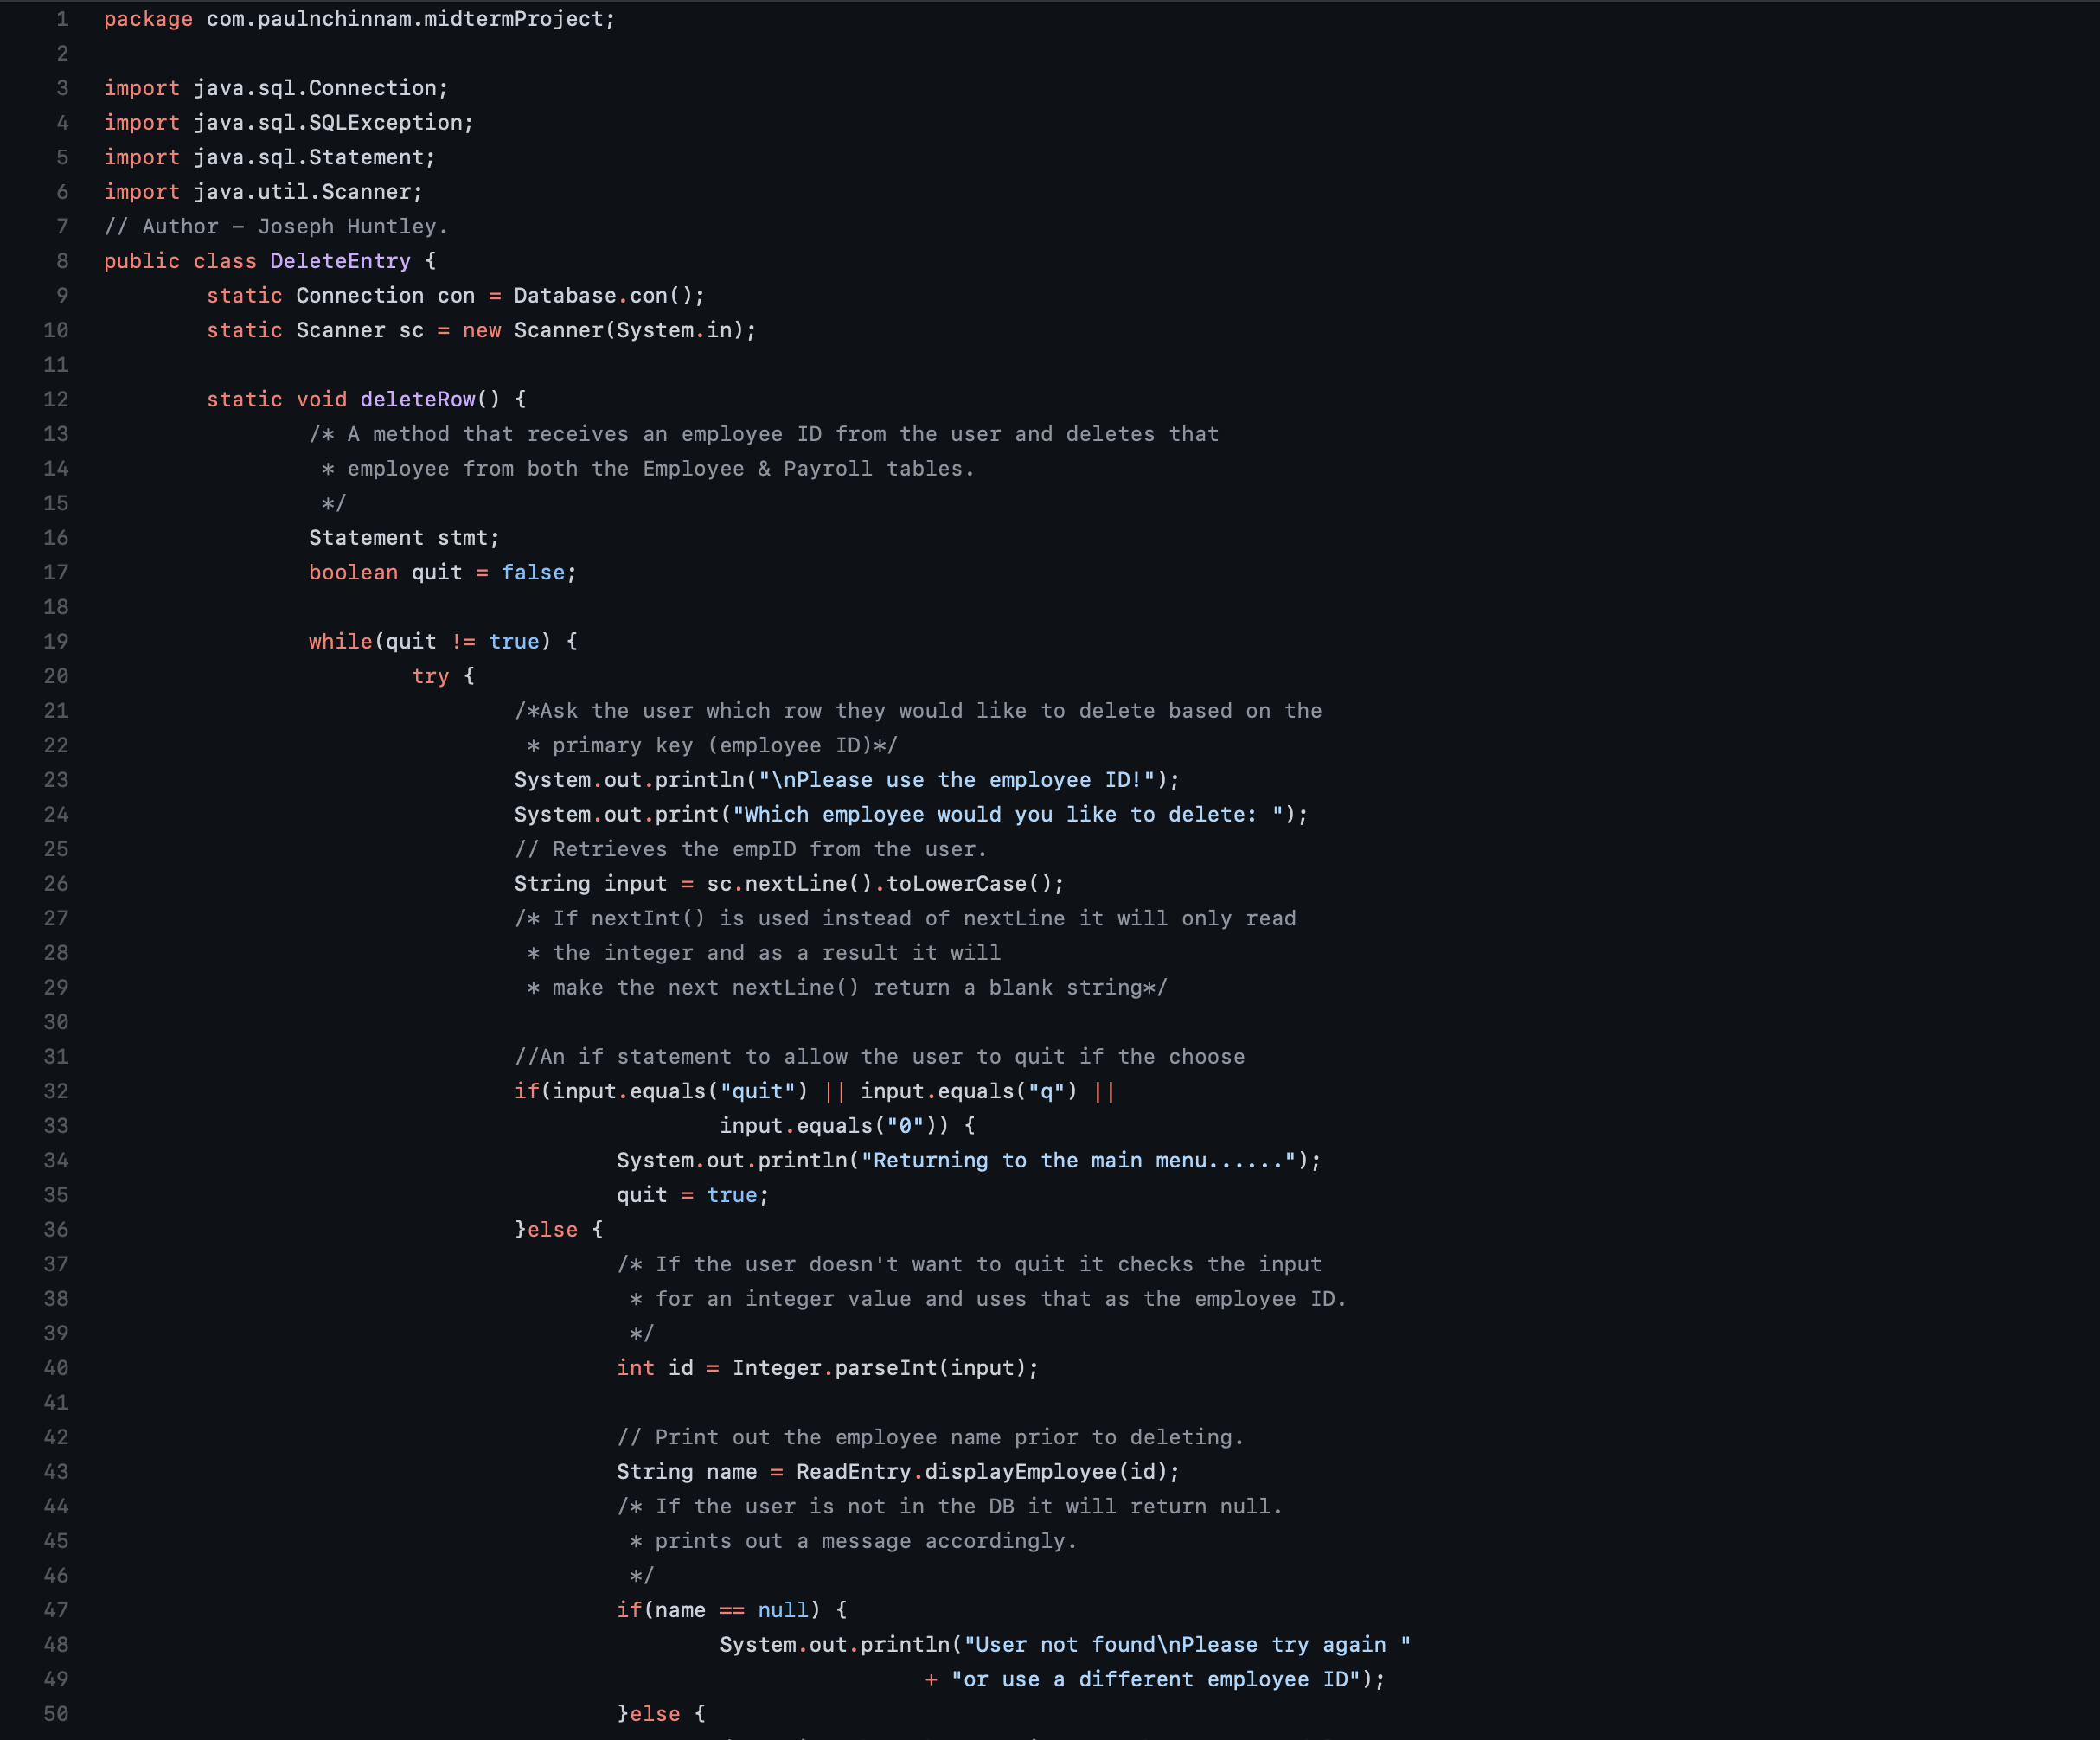 1 package com.paulnchinnam.midtermProject;
2
3 import java.sql.Connection;
4 import java.sql.SQLException;
5 import java.sql.Statement;
6 import java.util.Scanner;
7 // Author – Joseph Huntley.
8 public class DeleteEntry {
9 static Connection con = Database.con();
10 static Scanner sc = new Scanner(System.in);
11
12 static void deleteRow() {
13 /* A method that receives an employee ID from the user and deletes that
14 * employee from both the Employee & Payroll tables.
15 */
16 Statement stmt;
17 boolean quit = false;
18
19 while(quit != true) {
20 try {
21 /*Ask the user which row they would like to delete based on the
22 * primary key (employee ID)*/
23 System.out.println("\nPlease use the employee ID!");
24 System.out.print("Which employee would you like to delete: ");
25 // Retrieves the empID from the user.
26 String input = sc.nextLine().toLowerCase();
27 /* If nextInt() is used instead of nextLine it will only read
28 * the integer and as a result it will
29 * make the next nextLine() return a blank string*/
30
31 //An if statement to allow the user to quit if the choose
32 if(input.equals("quit") || input.equals("q") ||
33 input.equals("0")) {
34 System.out.println("Returning to the main menu......");
35 quit = true;
36 }else {
37 /* If the user doesn't want to quit it checks the input
38 * for an integer value and uses that as the employee ID.
39 */
40 int id = Integer.parseInt(input);
41
42 // Print out the employee name prior to deleting.
43 String name = ReadEntry.displayEmployee(id);
44 /* If the user is not in the DB it will return null.
45 * prints out a message accordingly.
46 */
47 if(name == null) {
48 System.out.println("User not found\nPlease try again "
49 + "or use a different employee ID");
50 }else {